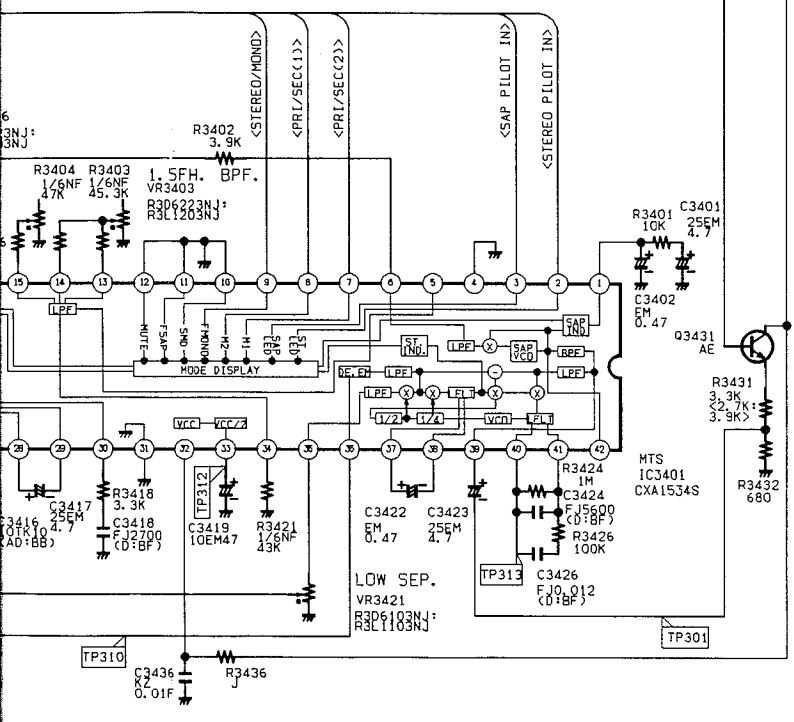 <STEREO/MONO>
<PRI/SEC(1)>
<PRI/SEC(2)>
<SAP PILOT IN>
<STEREO PILOT IN>
3NJ:
3NJ
R3402
3.9K
1.5FH. BPF.
VR3403
R3D6223NJ:
R3L1203NJ
R3404
1/6NF
47K
R3403
1/6NF
45.3K
R3401
10K
C3401
25EM
4.7
C3402
EM
0.47
15 14 13 12 11 10 9 8 7 6 5 4 3 2 1
LPF
MUTE
FSAP
SMO
FMONO
M2
M1
SAP
LED
ST
LED
MODE DISPLAY
ST.
IND.
LPF
X
SAP
VCO
SAP
IND
BPF
DE.EM
LPF
LPF
LPF
X
X
FLT
X
X
1/2
1/4
VCO
FLT
VCC
VCC/2
Q3431
AE
R3431
3.3K
<2.7K:
3.9K>
R3432
680
28 29 30 31 32 33 34 35 37 38 39 40 41 42
MTS
IC3401
CXA1534S
C3416
10TK10
(AD:BB)
C3417
25EM
4.7
R3418
3.3K
C3418
FJ2700
(D:BF)
TP312
C3419
10EM47
R3421
1/6NF
43K
C3422
EM
0.47
C3423
25EM
4.7
R3424
1M
C3424
FJ5600
(D:BF)
R3426
100K
TP313
C3426
FJ0.012
(D:BF)
LOW SEP.
VR3421
R3D6103NJ:
R3L1103NJ
TP301
TP310
C3436
KZ
0.01F
R3436
J